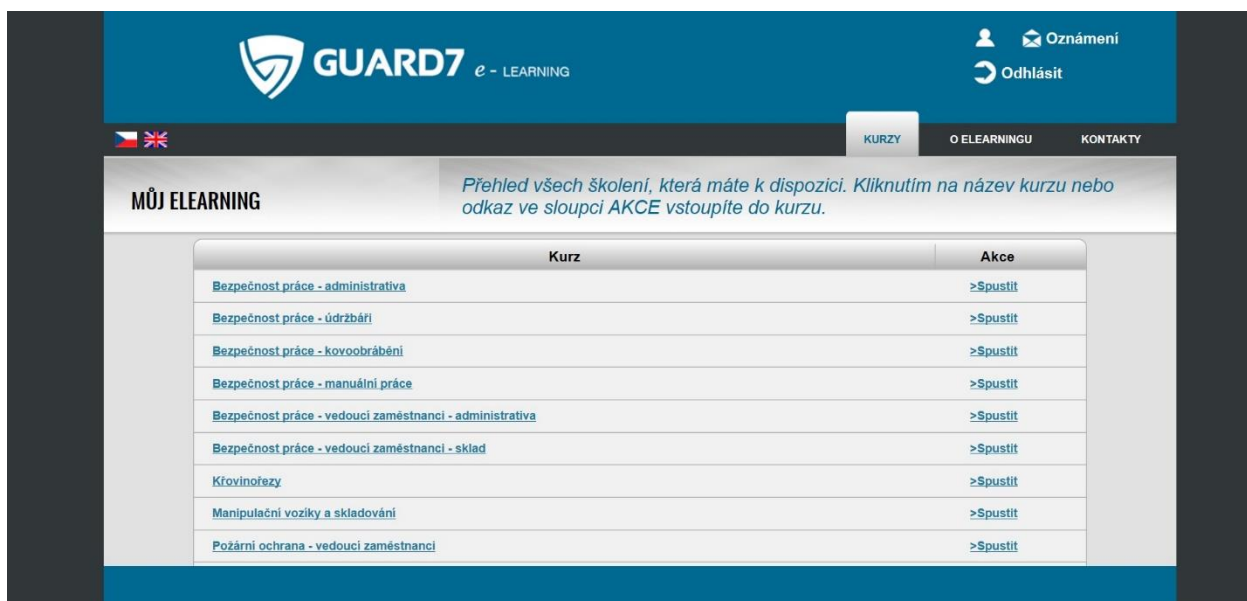 GUARD7 e - LEARNING
Oznámení
Odhlásit
KURZY O ELEARNINGU KONTAKTY
MŮJ ELEARNING
Přehled všech školení, která máte k dispozici. Kliknutím na název kurzu nebo
odkaz ve sloupci AKCE vstoupíte do kurzu.
Kurz Akce
Bezpečnost práce - administrativa >Spustit
Bezpečnost práce - údržbáři >Spustit
Bezpečnost práce - kovoobrábění >Spustit
Bezpečnost práce - manuální práce >Spustit
Bezpečnost práce - vedoucí zaměstnanci - administrativa >Spustit
Bezpečnost práce - vedoucí zaměstnanci - sklad >Spustit
Křovinořezy >Spustit
Manipulační vozíky a skladování >Spustit
Požární ochrana - vedoucí zaměstnanci >Spustit